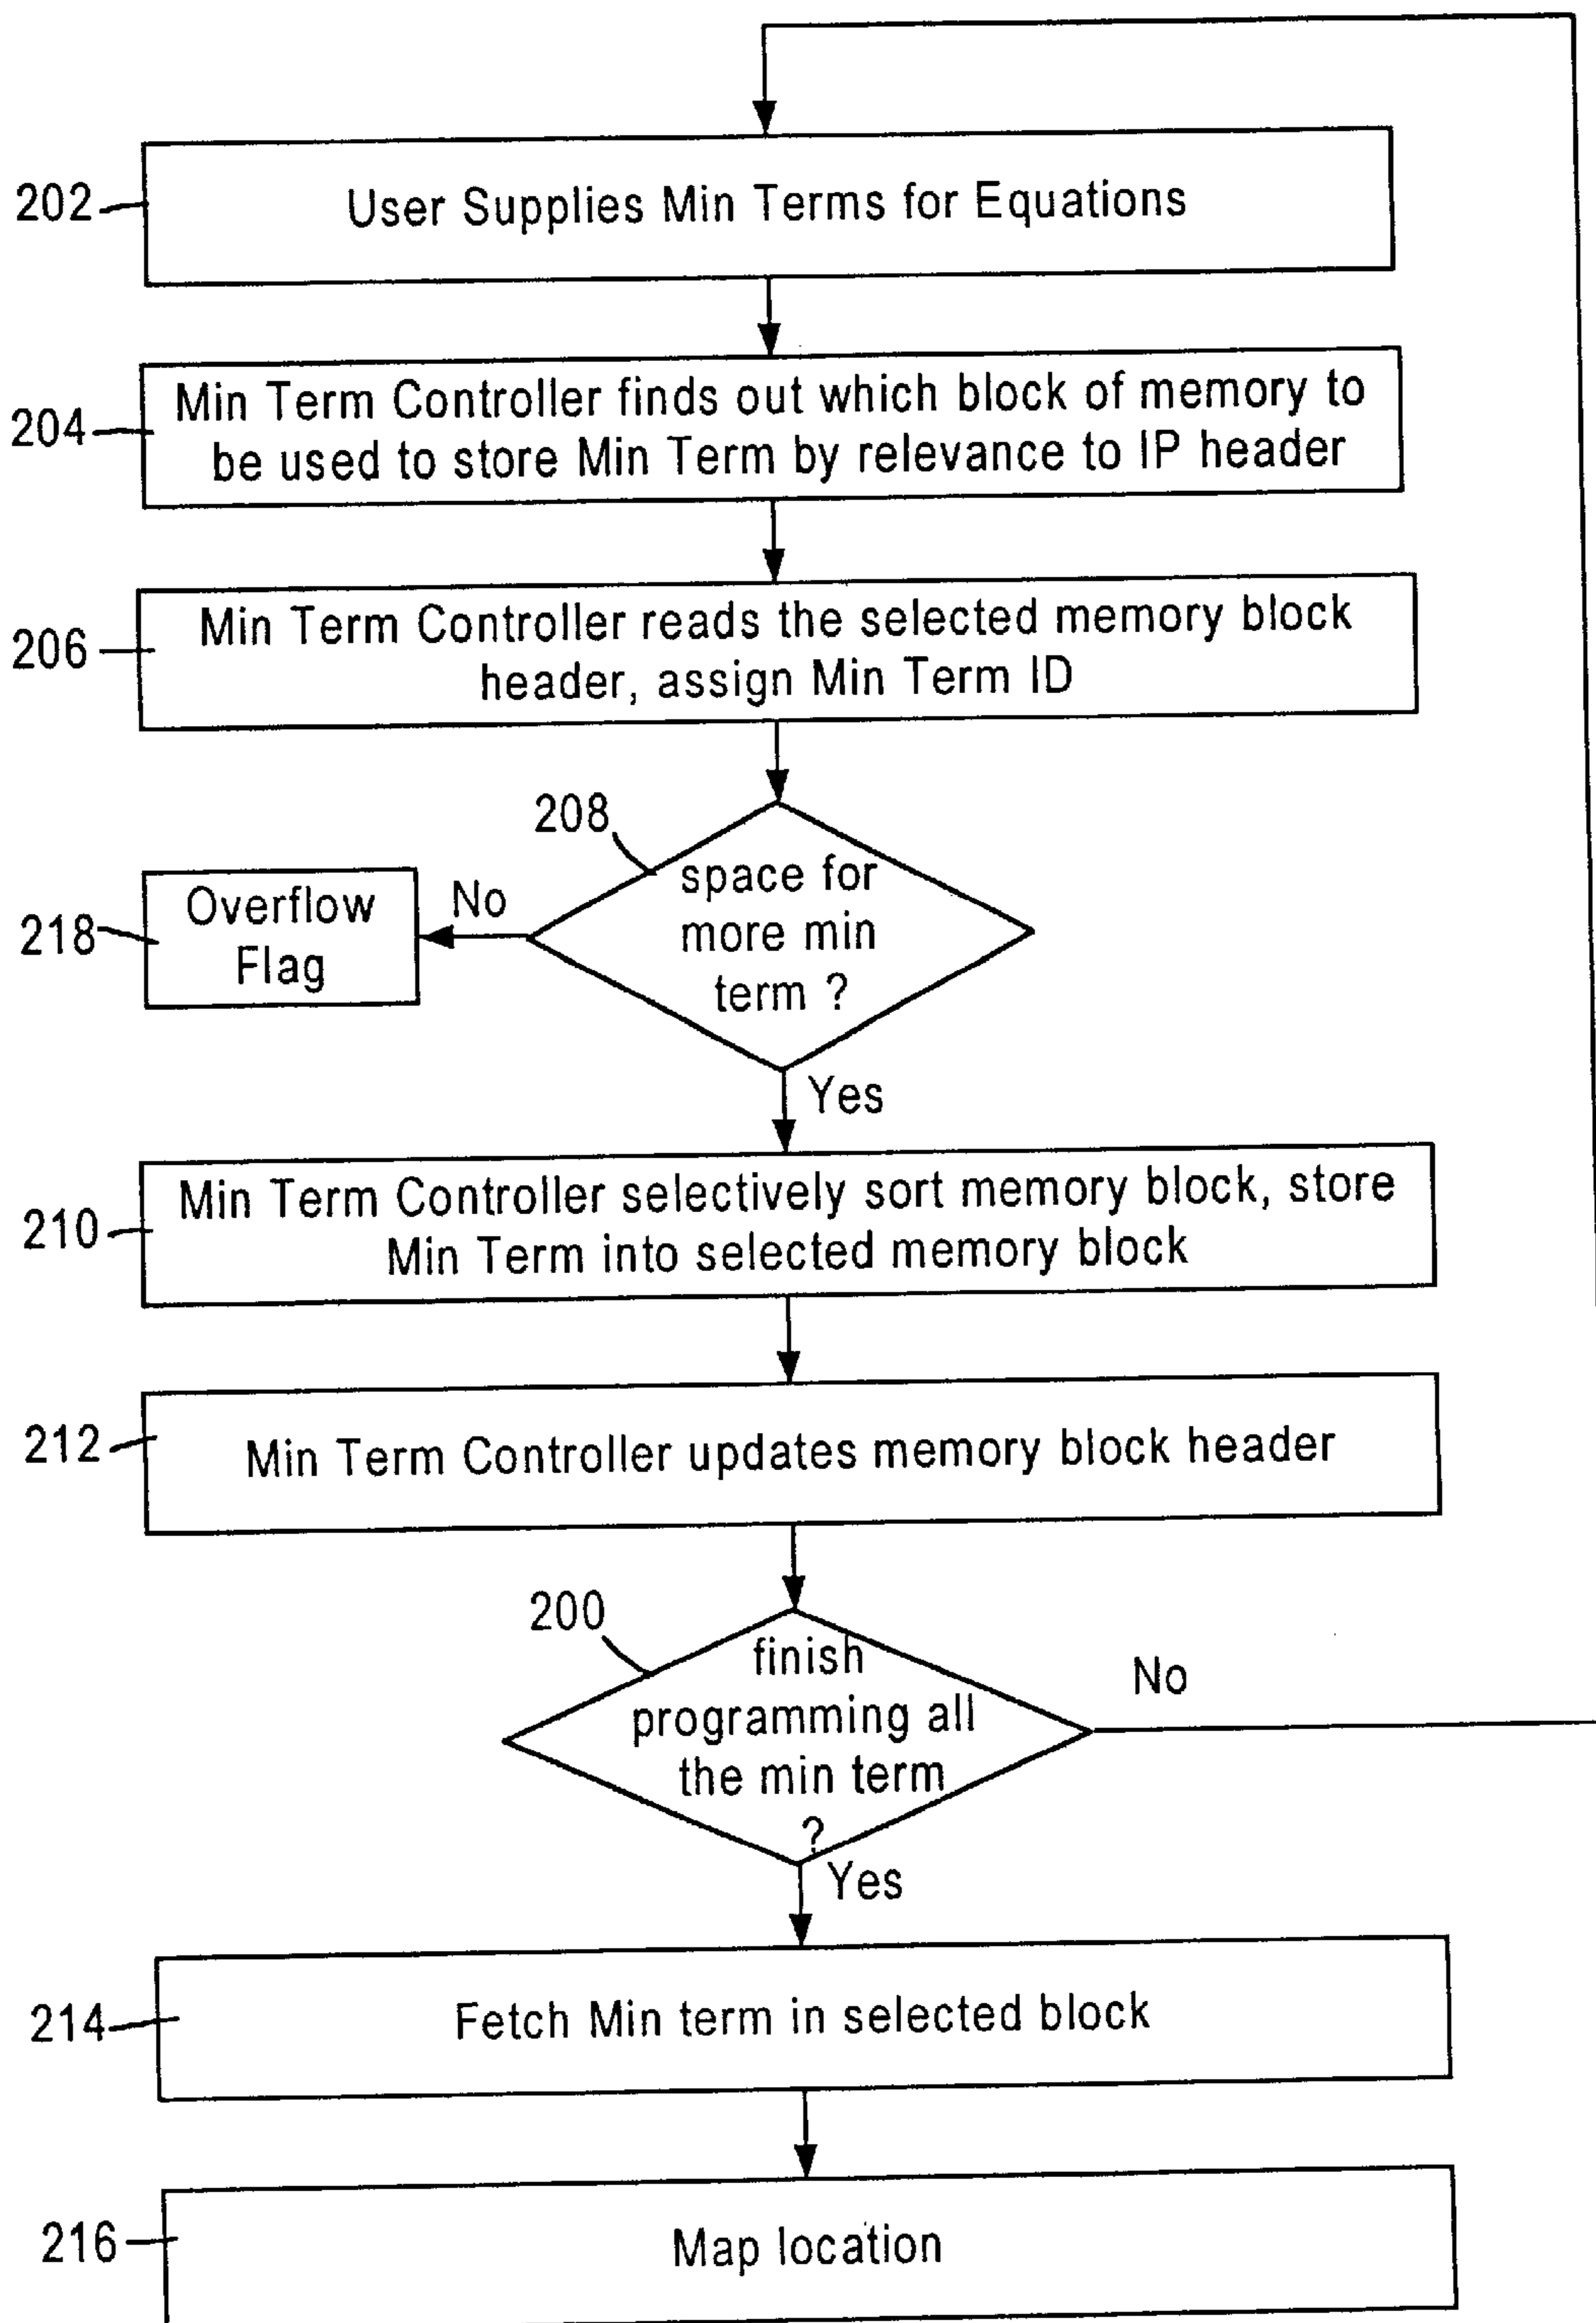 202
User Supplies Min Terms for Equations
204
Min Term Controller finds out which block of memory to
be used to store Min Term by relevance to IP header
206
Min Term Controller reads the selected memory block
header, assign Min Term ID
208
space for
more min
term ?
No
218
Overflow
Flag
Yes
210
Min Term Controller selectively sort memory block, store
Min Term into selected memory block
212
Min Term Controller updates memory block header
200
finish
programming all
the min term
?
No
Yes
214
Fetch Min term in selected block
216
Map location